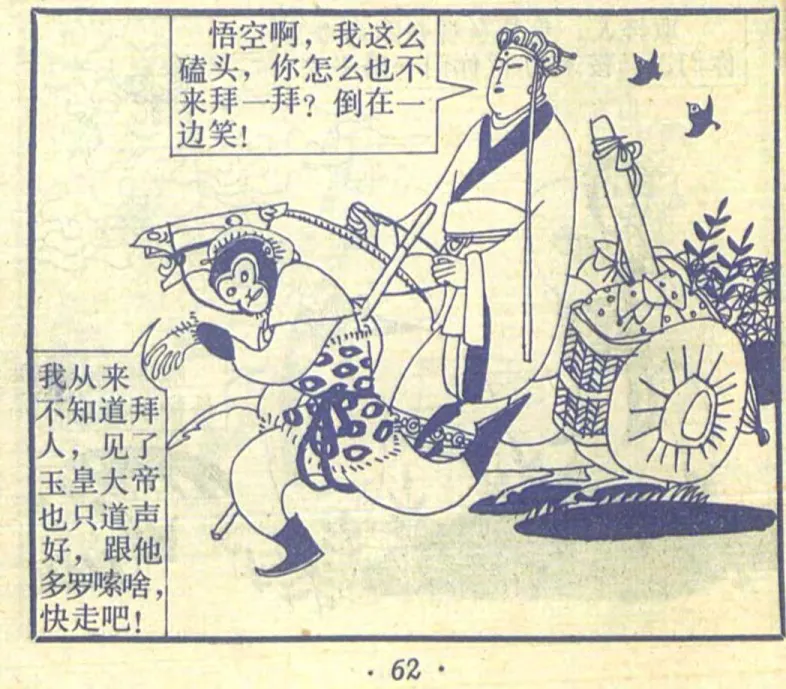 悟空啊，我这么
磕头，你怎么也不
来拜一拜？倒在一
边笑！
我从来
不知道拜
人，见了
玉皇大帝
也只道声
好，跟他
多罗嗦啥，
快走吧！
·62·